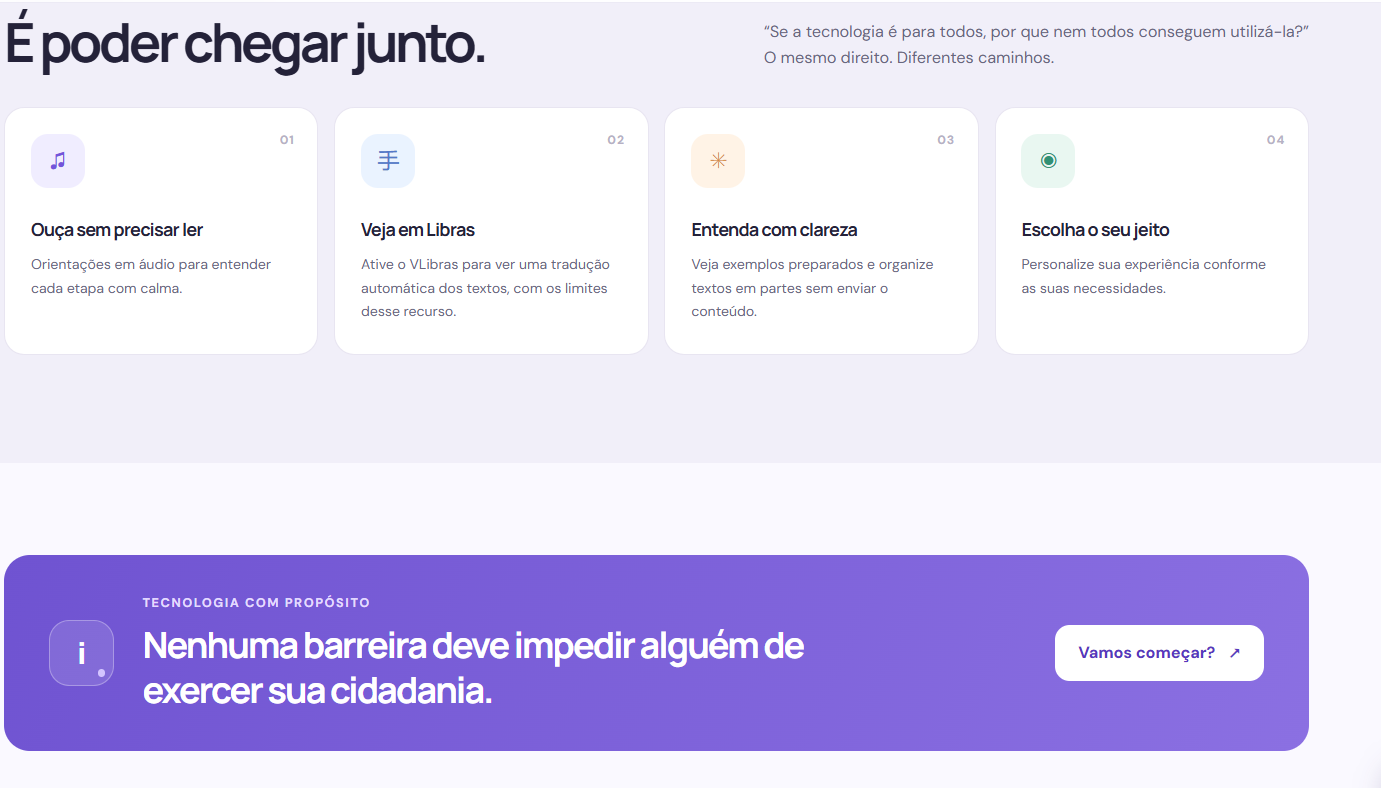 É poder chegar junto.
“Se a tecnologia é para todos, por que nem todos conseguem utilizá-la?”
O mesmo direito. Diferentes caminhos.
♫
01
Ouça sem precisar ler
Orientações em áudio para entender
cada etapa com calma.
手
02
Veja em Libras
Ative o VLibras para ver uma tradução
automática dos textos, com os limites
desse recurso.
✳
03
Entenda com clareza
Veja exemplos preparados e organize
textos em partes sem enviar o
conteúdo.
◉
04
Escolha o seu jeito
Personalize sua experiência conforme
as suas necessidades.
i
TECNOLOGIA COM PROPÓSITO
Nenhuma barreira deve impedir alguém de
exercer sua cidadania.
Vamos começar? ↗